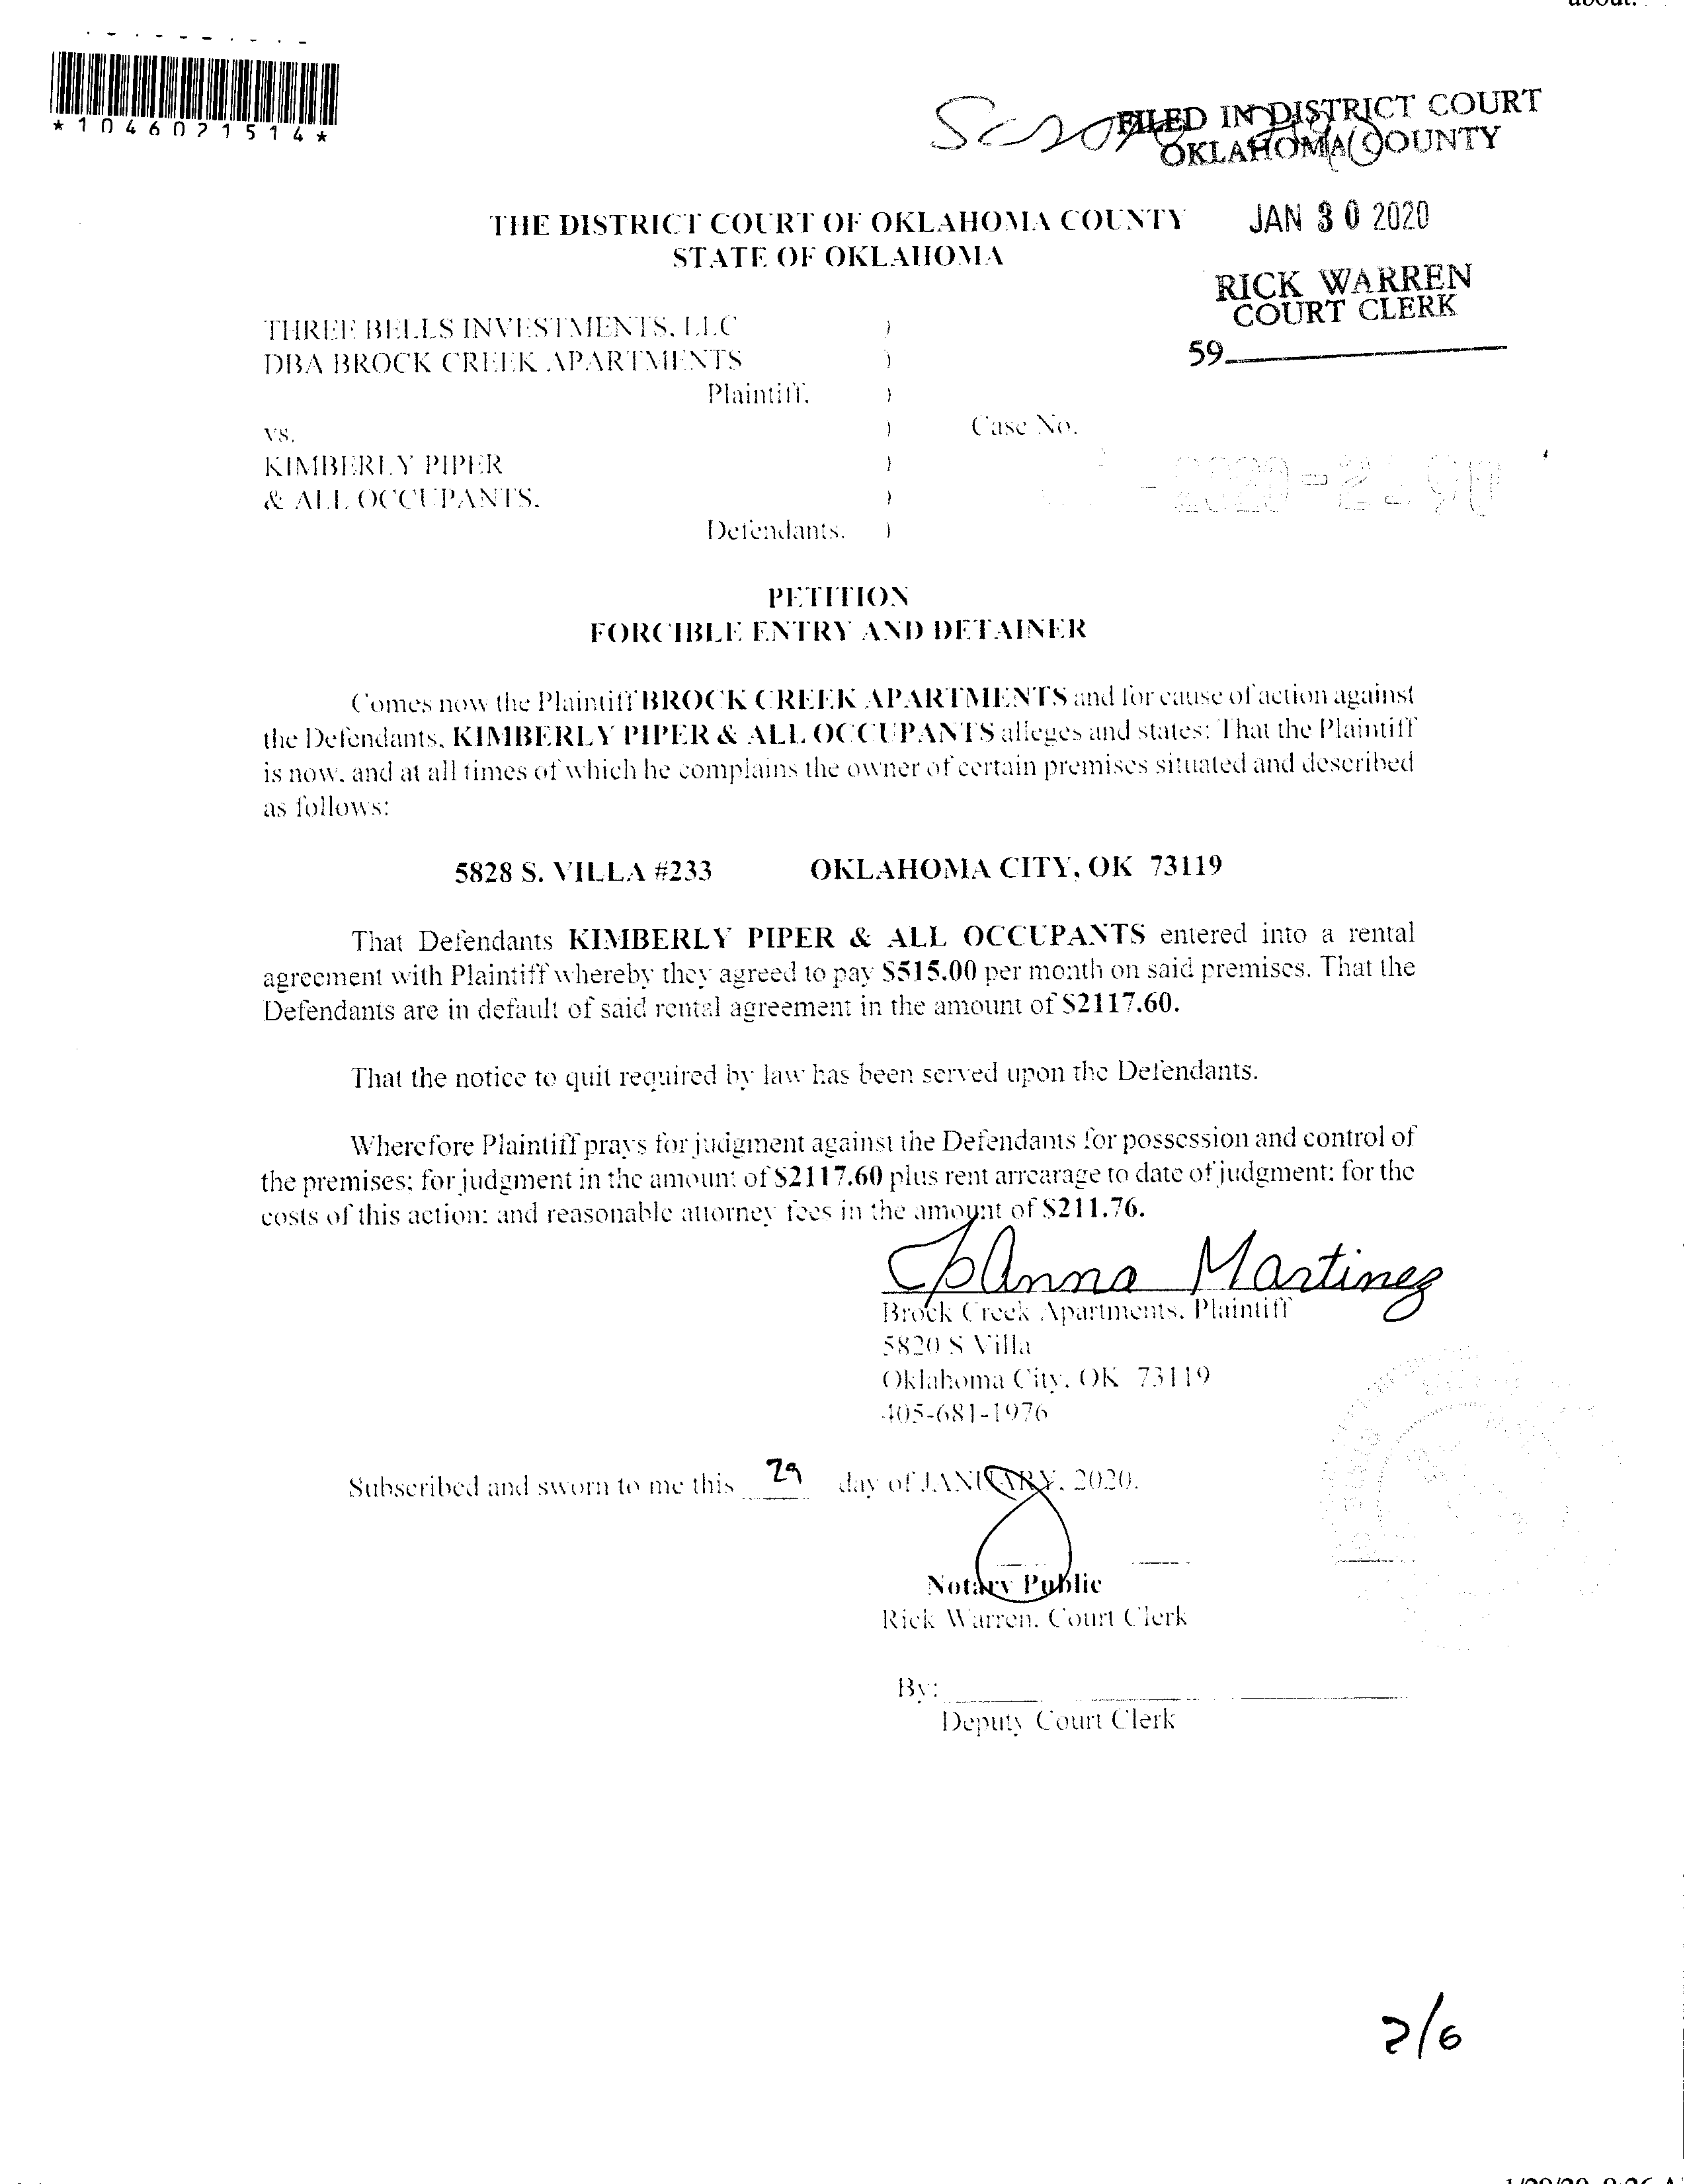 *1046021514*
FILED IN DISTRICT COURT
OKLAHOMA COUNTY
THE DISTRICT COURT OF OKLAHOMA COUNTY
STATE OF OKLAHOMA
JAN 30 2020
RICK WARREN
COURT CLERK
59
THREE BELLS INVESTMENTS, LLC )
DBA BROCK CREEK APARTMENTS )
Plaintiff, )
vs. ) Case No.
KIMBERLY PIPER )
& ALL OCCUPANTS, )
Defendants. )
PETITION
FORCIBLE ENTRY AND DETAINER
Comes now the Plaintiff BROCK CREEK APARTMENTS and for cause of action against
the Defendants, KIMBERLY PIPER & ALL OCCUPANTS alleges and states: That the Plaintiff
is now, and at all times of which he complains the owner of certain premises situated and described
as follows:
5828 S. VILLA #233 OKLAHOMA CITY, OK 73119
That Defendants KIMBERLY PIPER & ALL OCCUPANTS entered into a rental
agreement with Plaintiff whereby they agreed to pay $515.00 per month on said premises. That the
Defendants are in default of said rental agreement in the amount of $2117.60.
That the notice to quit required by law has been served upon the Defendants.
Wherefore Plaintiff prays for judgment against the Defendants for possession and control of
the premises; for judgment in the amount of $2117.60 plus rent arrearage to date of judgment; for the
costs of this action; and reasonable attorney fees in the amount of $211.76.
JoAnna Martinez
Brock Creek Apartments, Plaintiff
5820 S Villa
Oklahoma City, OK 73119
405-681-1976
Subscribed and sworn to me this 29 day of JANUARY, 2020.
Notary Public
Rick Warren, Court Clerk
By:
Deputy Court Clerk
2/6